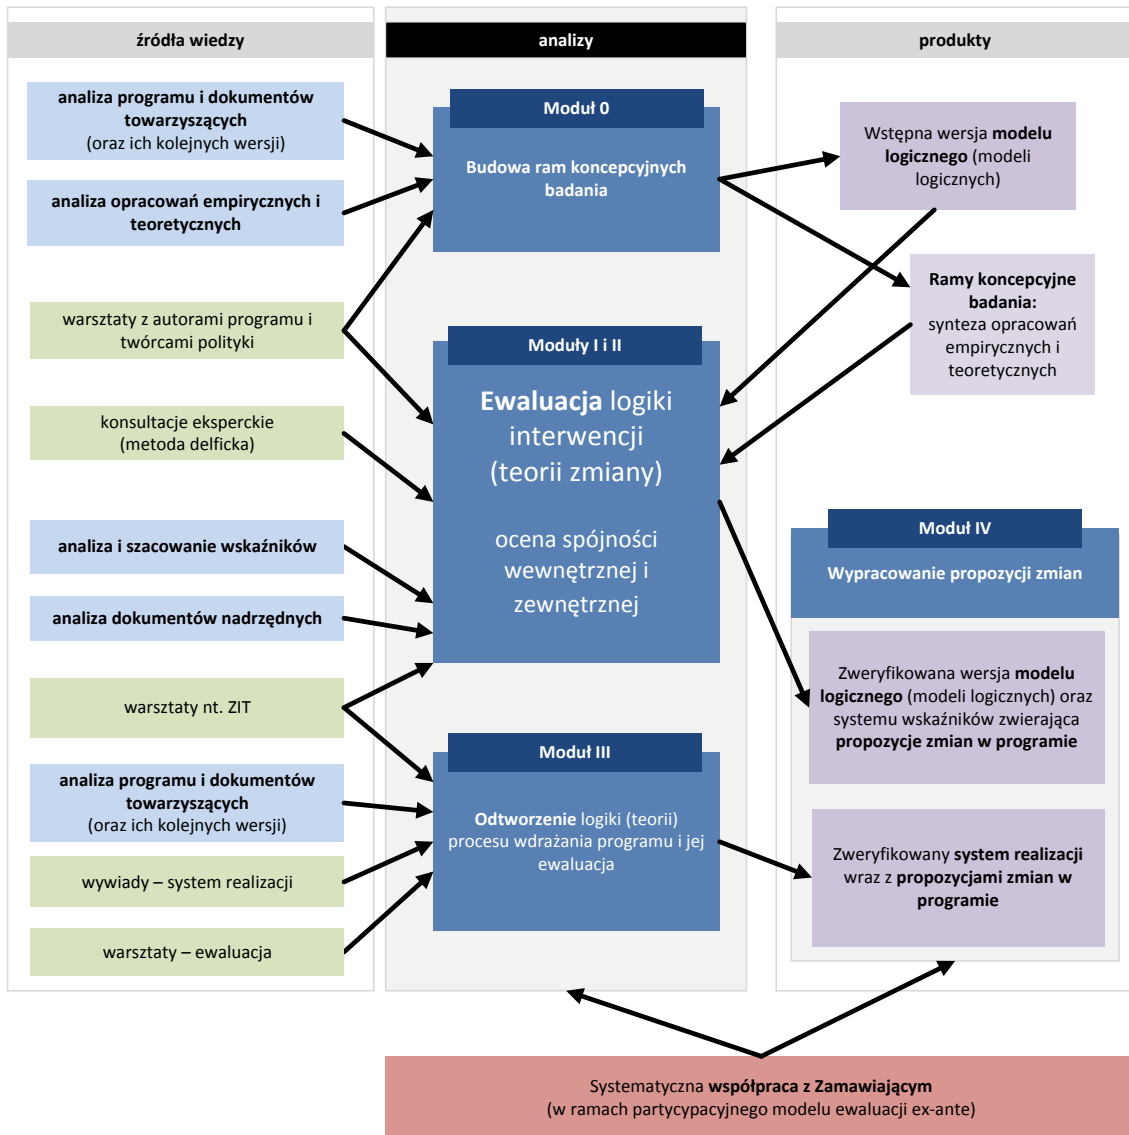 źródła wiedzy
analiza programu i dokumentów
towarzyszących
(oraz ich kolejnych wersji)
analiza opracowań empirycznych i
teoretycznych
warsztaty z autorami programu i
twórcami polityki
konsultacje eksperckie
(metoda delficka)
analiza i szacowanie wskaźników
analiza dokumentów nadrzędnych
warsztaty nt. ZIT
analiza programu i dokumentów
towarzyszących
(oraz ich kolejnych wersji)
wywiady – system realizacji
warsztaty – ewaluacja
analizy
Moduł 0
Budowa ram koncepcyjnych
badania
Moduły I i II
Ewaluacja logiki
interwencji
(teorii zmiany)
ocena spójności
wewnętrznej i
zewnętrznej
Moduł III
Odtworzenie logiki (teorii)
procesu wdrażania programu i jej
ewaluacja
produkty
Wstępna wersja modelu
logicznego (modeli
logicznych)
Ramy koncepcyjne
badania:
synteza opracowań
empirycznych i
teoretycznych
Moduł IV
Wypracowanie propozycji zmian
Zweryfikowana wersja modelu
logicznego (modeli logicznych) oraz
systemu wskaźników zwierająca
propozycje zmian w programie
Zweryfikowany system realizacji
wraz z propozycjami zmian w
programie
Systematyczna współpraca z Zamawiającym
(w ramach partycypacyjnego modelu ewaluacji ex-ante)